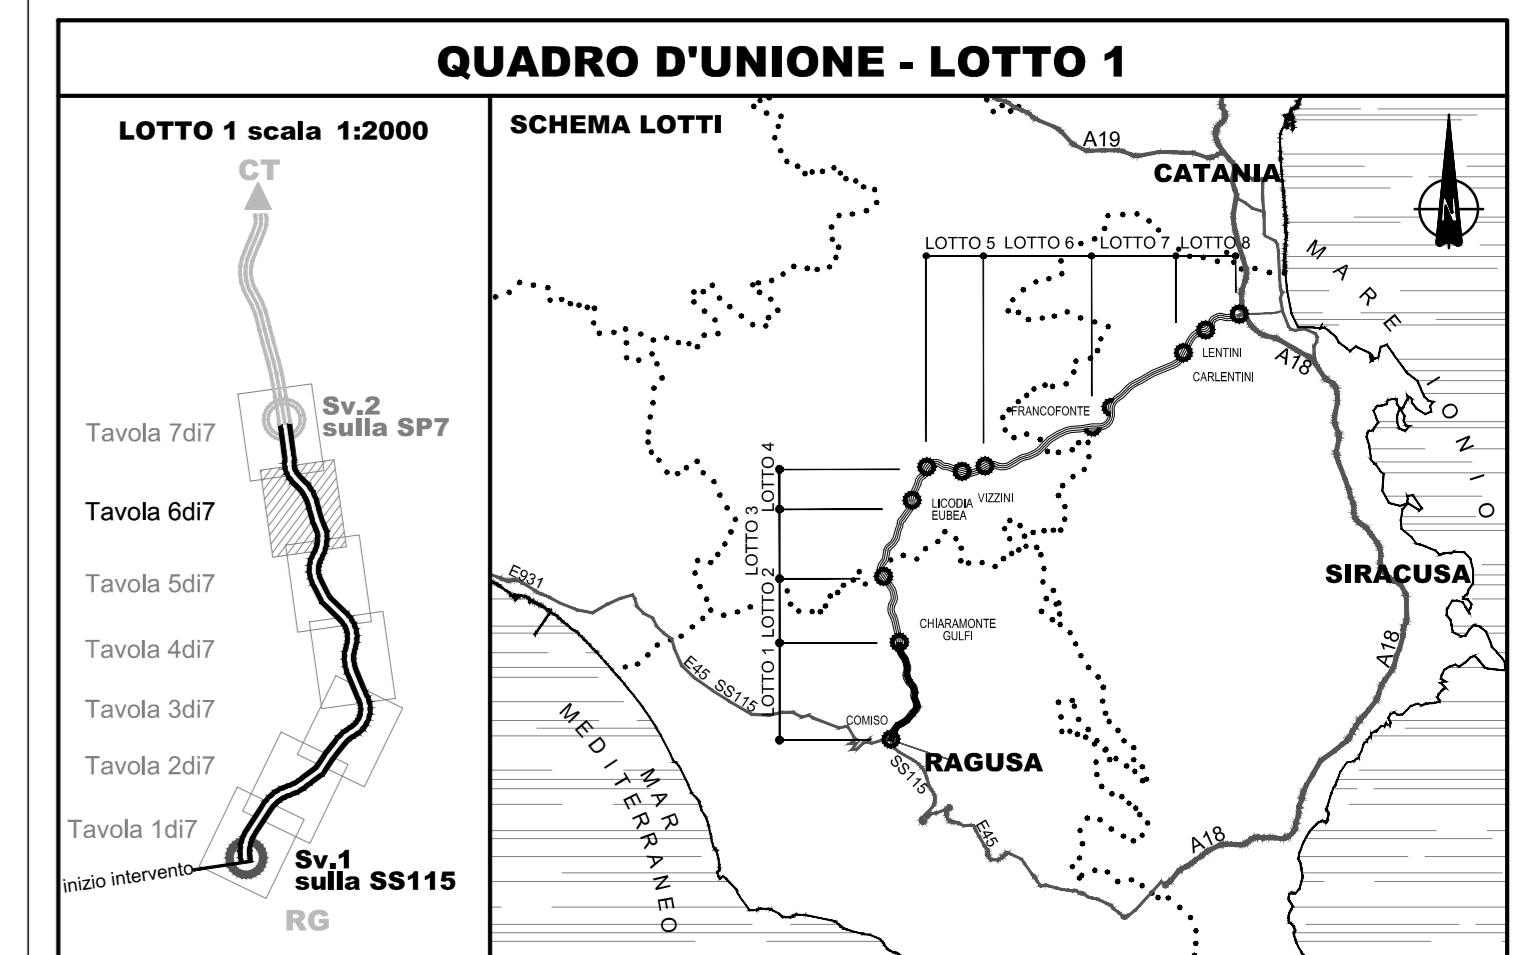 QUADRO D'UNIONE - LOTTO 1
LOTTO 1 scala 1:2000
CT
Sv.2
sulla SP7
Tavola 7di7
Tavola 6di7
Tavola 5di7
Tavola 4di7
Tavola 3di7
Tavola 2di7
Tavola 1di7
inizio intervento
Sv.1
sulla SS115
RG
SCHEMA LOTTI
A19
CATANIA
N
LOTTO 5
LOTTO 6
LOTTO 7
LOTTO 8
MARE
IONIO
LENTINI
CARLENTINI
A18
FRANCOFONTE
LOTTO 4
LOTTO 3
LOTTO 2
LOTTO 1
LICODIA
EUBEA
VIZZINI
E931
SIRACUSA
CHIARAMONTE
GULFI
A18
E45 SS115
COMISO
RAGUSA
SS115
MAR
MEDITERRANEO
E45
A18